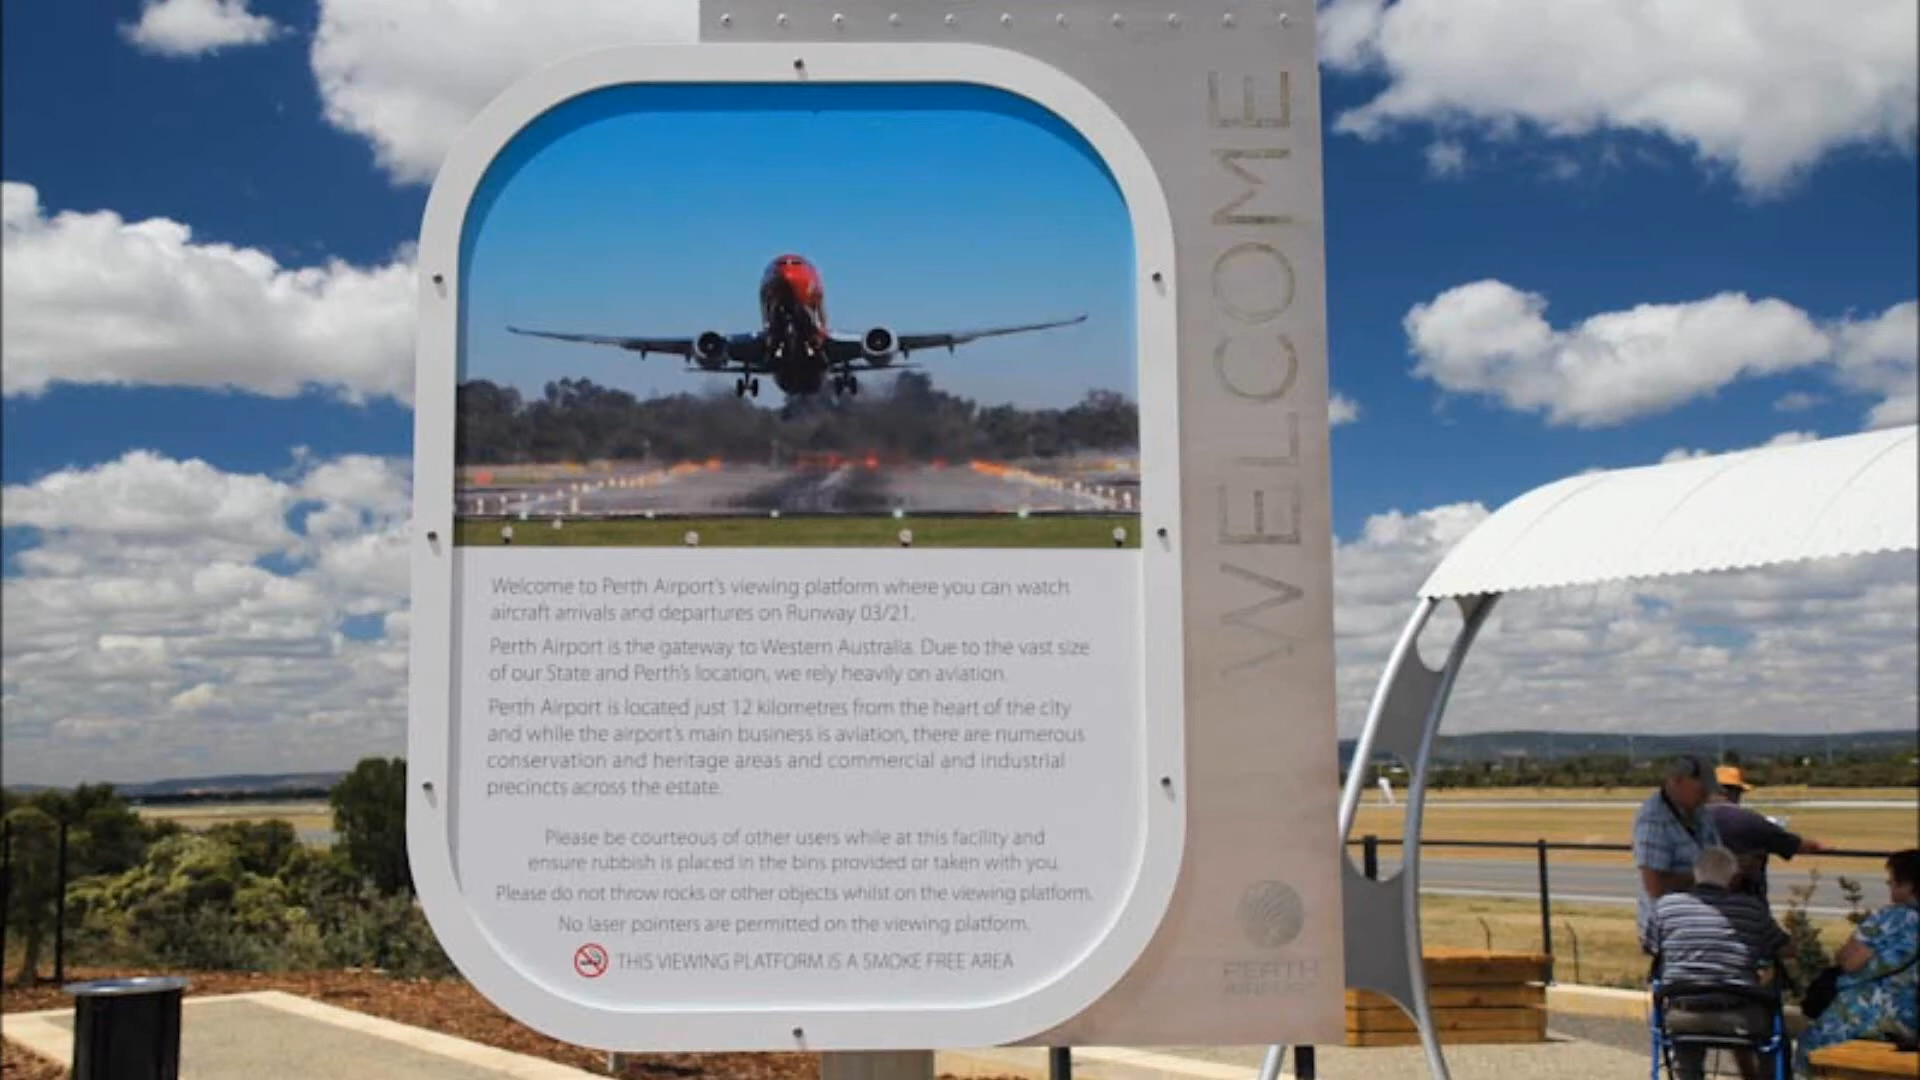 WELCOME
Welcome to Perth Airport's viewing platform where you can watch
aircraft arrivals and departures on Runway 03/21.
Perth Airport is the gateway to Western Australia. Due to the vast size
of our State and Perth's location, we rely heavily on aviation.
Perth Airport is located just 12 kilometres from the heart of the city
and while the airport's main business is aviation, there are numerous
conservation and heritage areas and commercial and industrial
precincts across the estate.
Please be courteous of other users while at this facility and
ensure rubbish is placed in the bins provided or taken with you.
Please do not throw rocks or other objects whilst on the viewing platform.
No laser pointers are permitted on the viewing platform.
THIS VIEWING PLATFORM IS A SMOKE FREE AREA
PERTH
AIRPORT